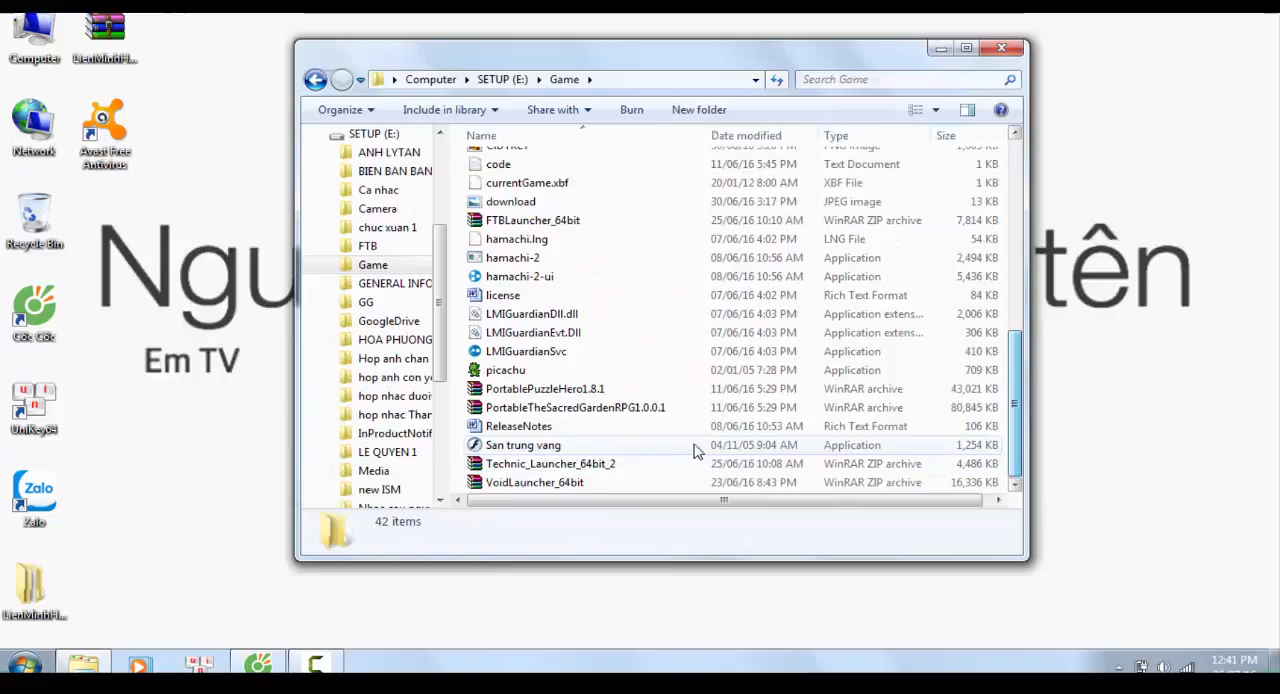 Computer
LienMinhH...
Network
Avast Free
Antivirus
Recycle Bin
Cốc Cốc
UniKey64
Zalo
Zalo
LienMinhH...
Ngu
tên
Em TV
Computer
SETUP (E:)
Game
Search Game
Organize
Include in library
Share with
Burn
New folder
SETUP (E:)
ANH LYTAN
BIEN BAN BAN
Ca nhac
Camera
chuc xuan 1
FTB
Game
GENERAL INFO
GG
GoogleDrive
HOA PHUONG
Hop anh chan
hop anh con ye
hop nhac duoi
hop nhac Than
InProductNotif
LE QUYEN 1
Media
new ISM
Name Date modified Type Size
code 11/06/16 5:45 PM Text Document 1 KB
currentGame.xbf 20/01/12 8:00 AM XBF File 1 KB
download 30/06/16 3:17 PM JPEG image 13 KB
FTBLauncher_64bit 25/06/16 10:10 AM WinRAR ZIP archive 7,814 KB
hamachi.lng 07/06/16 4:02 PM LNG File 54 KB
hamachi-2 08/06/16 10:56 AM Application 2,494 KB
hamachi-2-ui 08/06/16 10:56 AM Application 5,436 KB
license 07/06/16 4:02 PM Rich Text Format 84 KB
LMIGuardianDll.dll 07/06/16 4:03 PM Application extens... 2,006 KB
LMIGuardianEvt.Dll 07/06/16 4:03 PM Application extens... 306 KB
LMIGuardianSvc 07/06/16 4:03 PM Application 410 KB
picachu 02/01/05 7:28 PM Application 709 KB
PortablePuzzleHero1.8.1 11/06/16 5:29 PM WinRAR archive 43,021 KB
PortableTheSacredGardenRPG1.0.0.1 11/06/16 5:29 PM WinRAR archive 80,845 KB
ReleaseNotes 08/06/16 10:53 AM Rich Text Format 106 KB
San trung vang 04/11/05 9:04 AM Application 1,254 KB
Technic_Launcher_64bit_2 25/06/16 10:08 AM WinRAR ZIP archive 4,486 KB
VoidLauncher_64bit 23/06/16 8:43 PM WinRAR ZIP archive 16,336 KB
42 items
12:41 PM